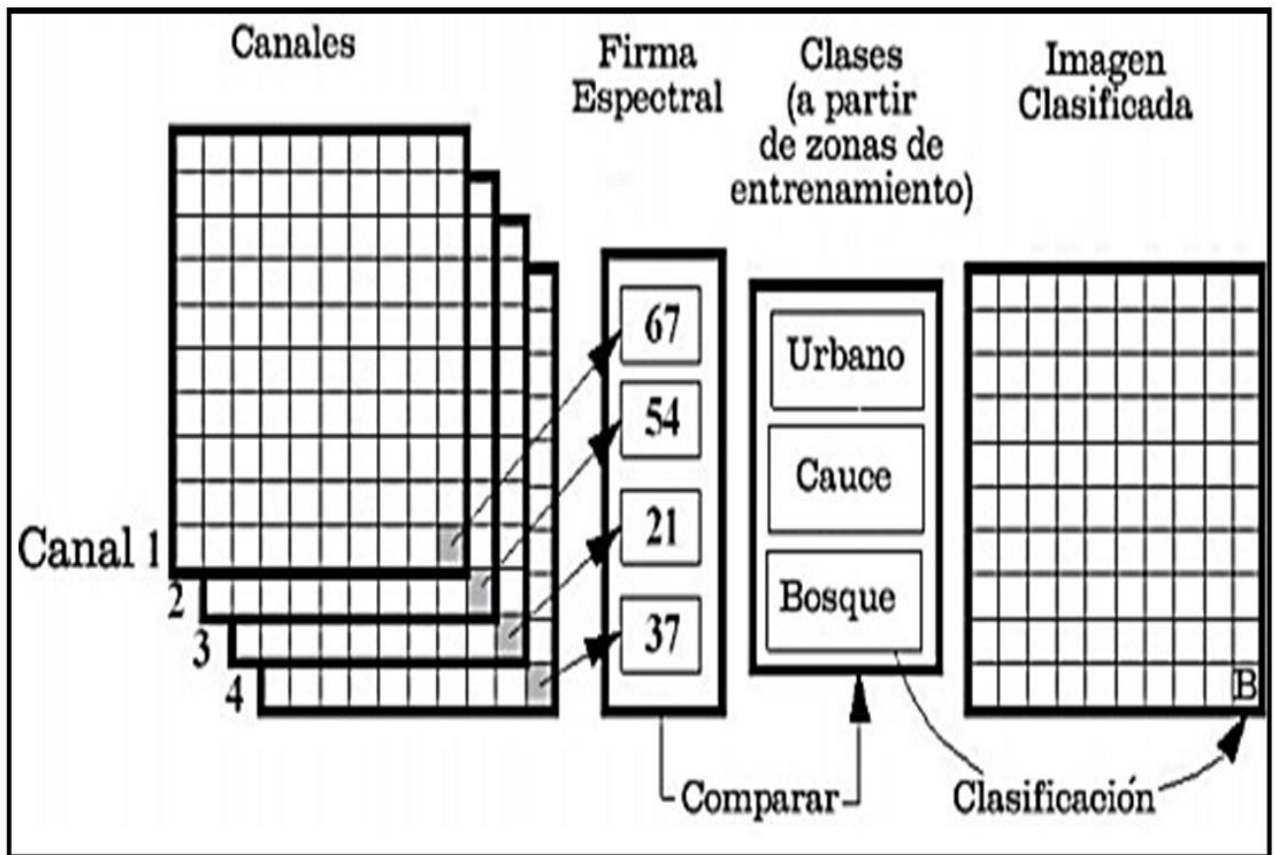 Canales
Firma
Espectral
Clases
(a partir
de zonas de
entrenamiento)
Imagen
Clasificada
Canal 1
2
3
4
67
54
21
37
Urbano
Cauce
Bosque
B
Comparar
Clasificación